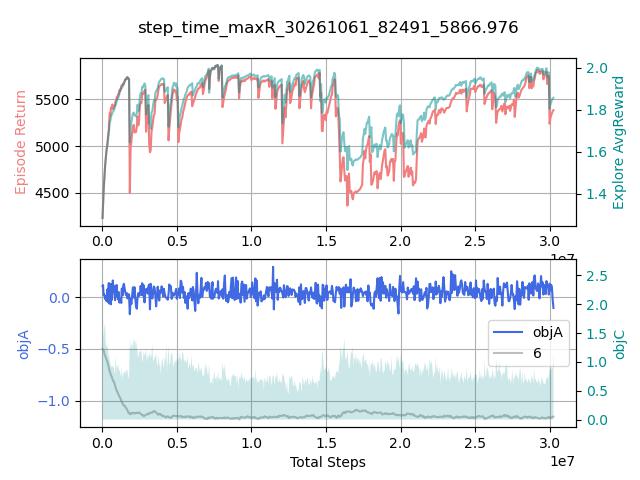 step_time_maxR_30261061_82491_5866.976
Episode Return
5500
5000
4500
2.0
1.8
1.6
1.4
Explore AvgReward
0.0 0.5 1.0 1.5 2.0 2.5 3.0
1e7
objA
0.0
−0.5
−1.0
objA
6
2.5
2.0
1.5
1.0
0.5
0.0
objC
0.0 0.5 1.0 1.5 2.0 2.5 3.0
Total Steps
1e7